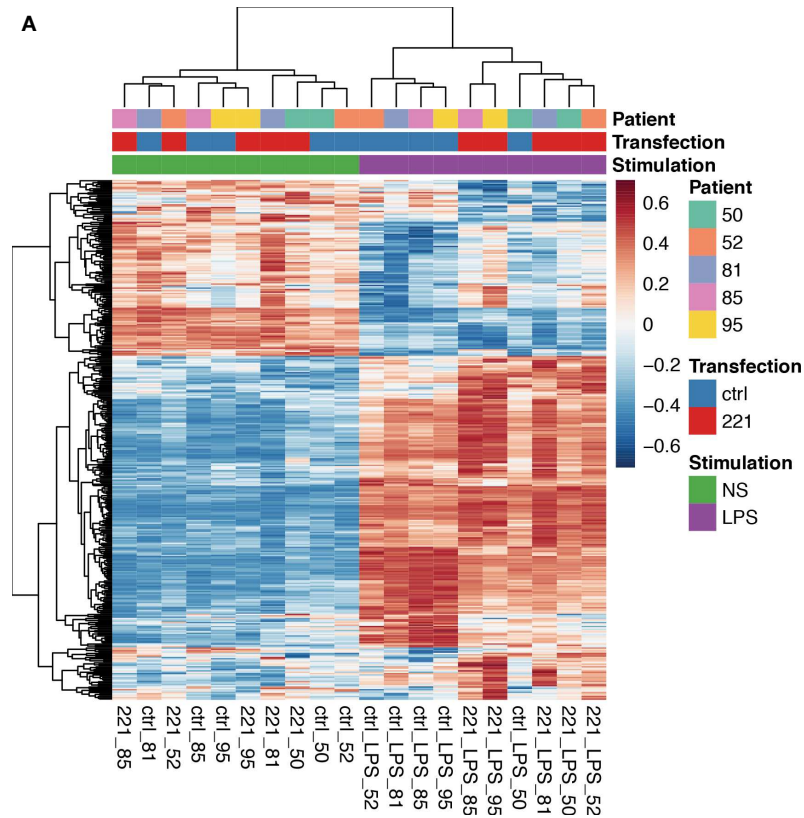 A
Patient
Transfection
Stimulation
0.6
0.4
0.2
0
−0.2
−0.4
−0.6
Patient
50
52
81
85
95
Transfection
ctrl
221
Stimulation
NS
LPS
221_85
ctrl_81
221_52
ctrl_85
ctrl_95
221_95
221_81
221_50
ctrl_50
ctrl_52
ctrl_LPS_52
ctrl_LPS_81
ctrl_LPS_85
ctrl_LPS_95
221_LPS_85
221_LPS_95
ctrl_LPS_50
221_LPS_81
221_LPS_50
221_LPS_52